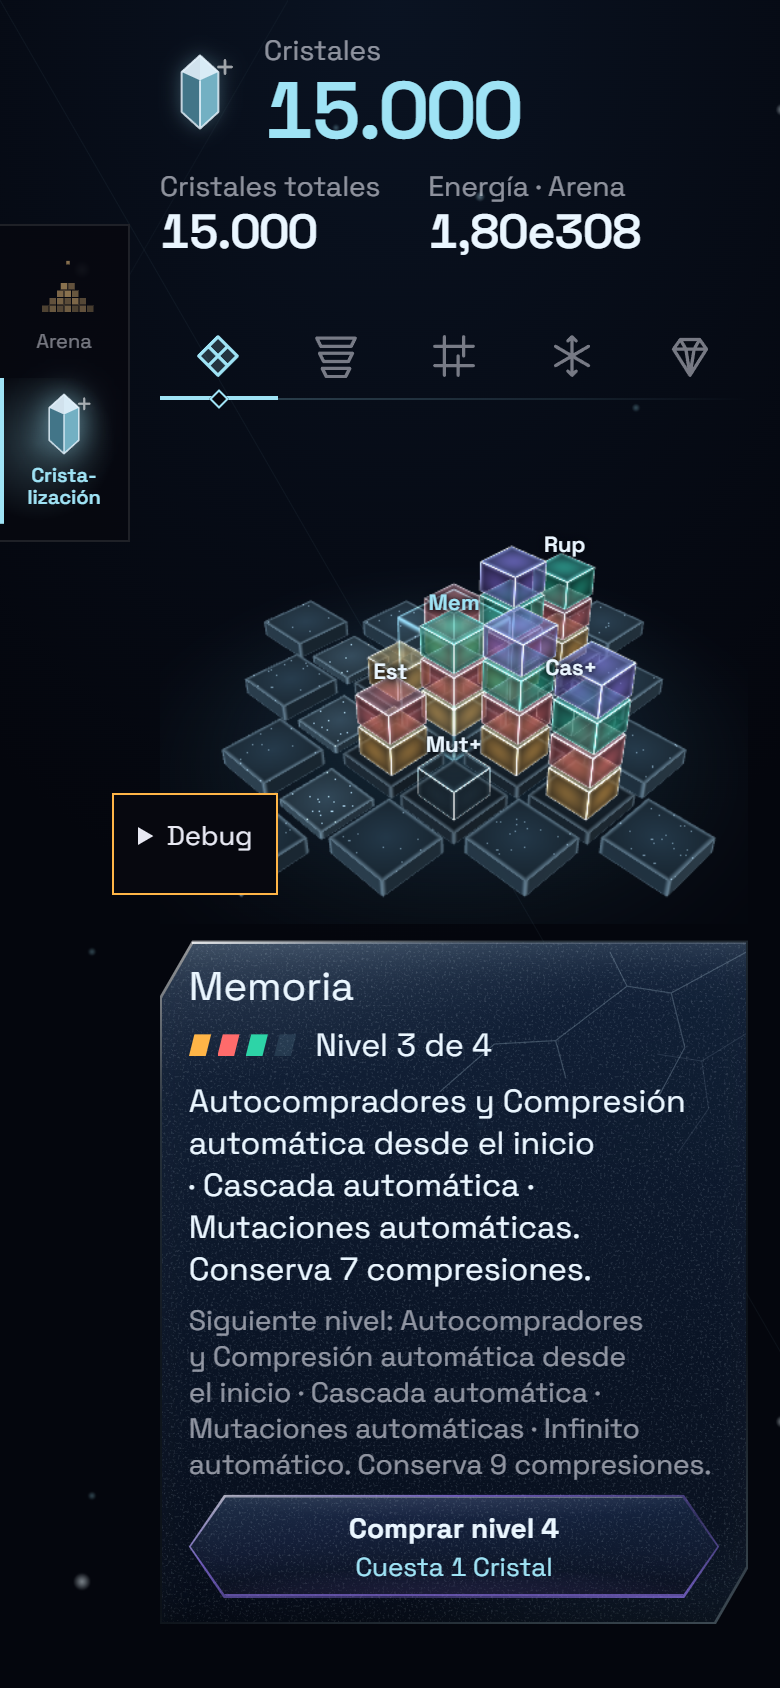 Cristales
15.000
Cristales totales
15.000
Energía · Arena
1,80e308
Arena
Crista-
lización
Rup
Mem
Est
Cas+
Mut+
▶ Debug
Memoria
Nivel 3 de 4
Autocompradores y Compresión
automática desde el inicio
· Cascada automática ·
Mutaciones automáticas.
Conserva 7 compresiones.
Siguiente nivel: Autocompradores
y Compresión automática desde
el inicio · Cascada automática ·
Mutaciones automáticas · Infinito
automático. Conserva 9 compresiones.
Comprar nivel 4
Cuesta 1 Cristal